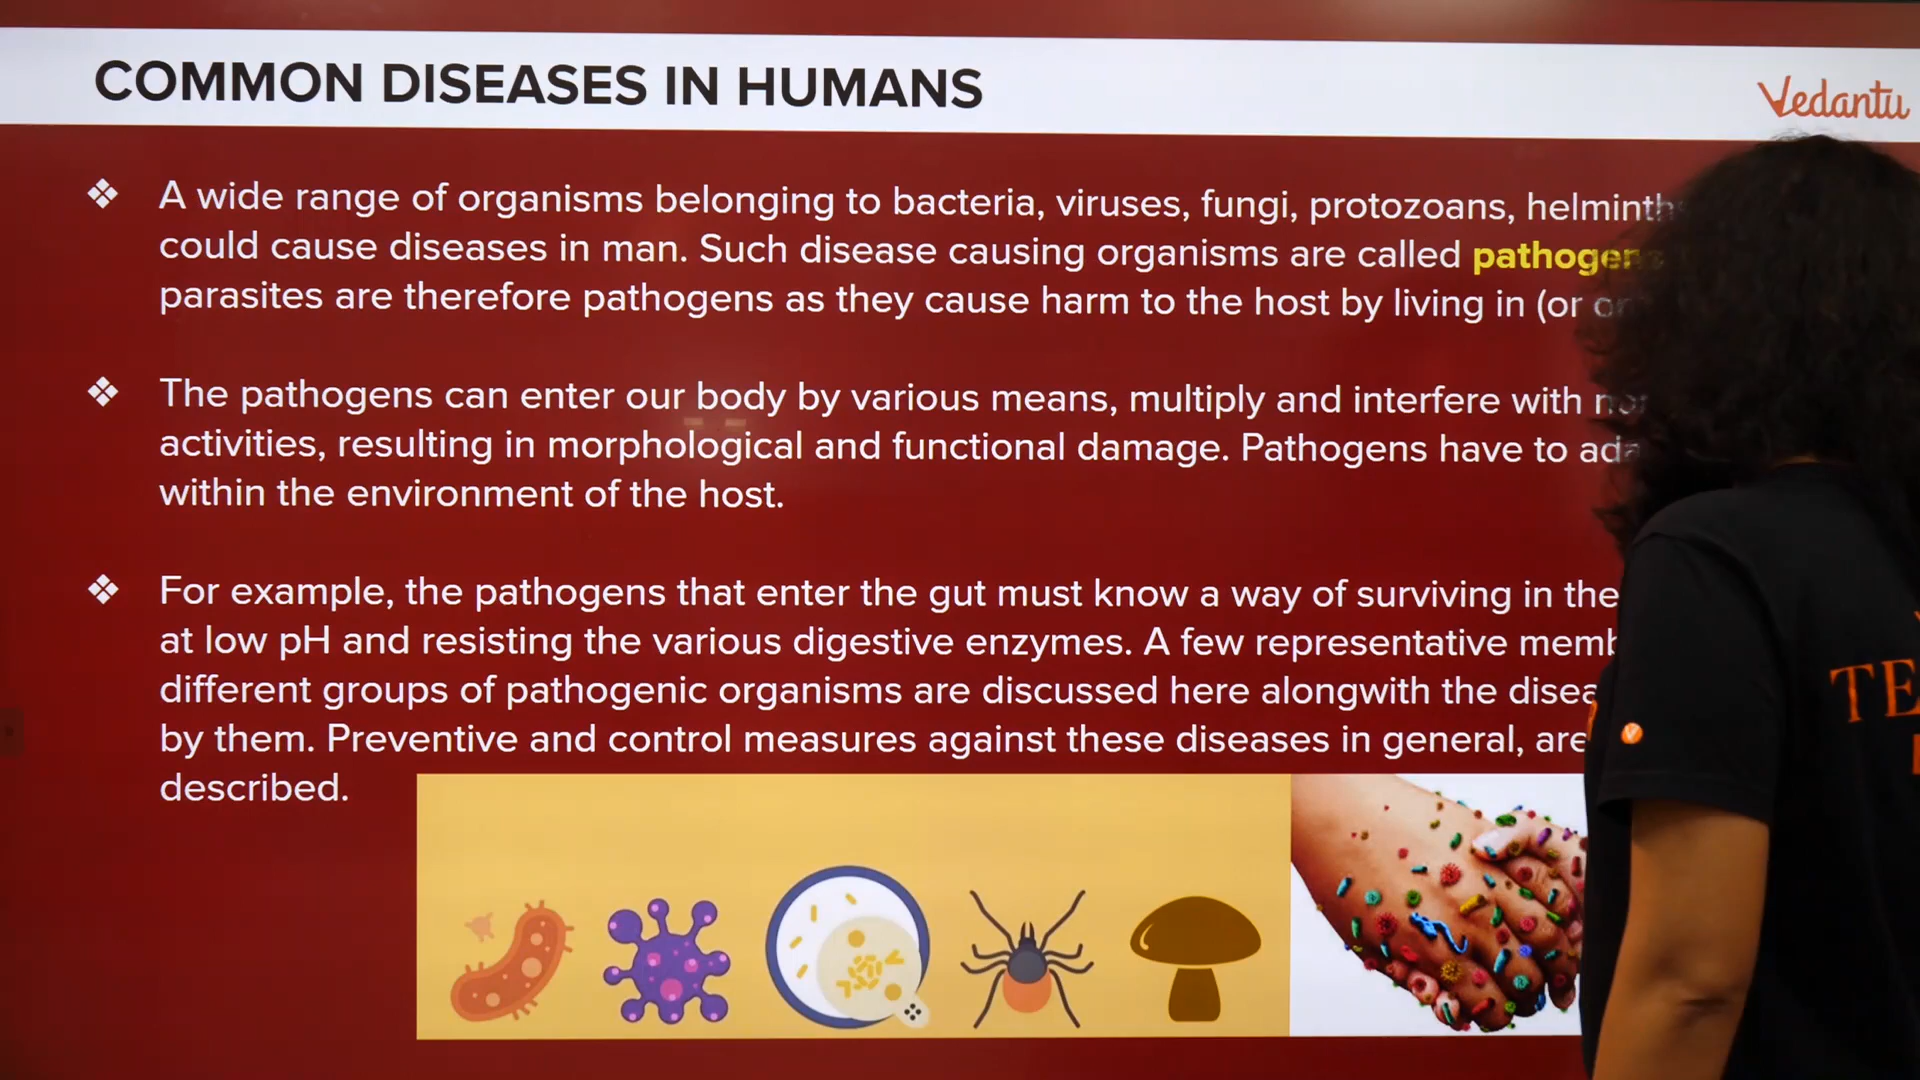 COMMON DISEASES IN HUMANS
Vedantu
❖ A wide range of organisms belonging to bacteria, viruses, fungi, protozoans,
could cause diseases in man. Such disease causing organisms are called
parasites are therefore pathogens as they cause harm to the host by living in (or
❖ The pathogens can enter our body by various means, multiply and interfere with
activities, resulting in morphological and functional damage. Pathogens have to
within the environment of the host.
❖ For example, the pathogens that enter the gut must know a way of surviving in the
at low pH and resisting the various digestive enzymes. A few representative
different groups of pathogenic organisms are discussed here alongwith the
by them. Preventive and control measures against these diseases in general, are
described.